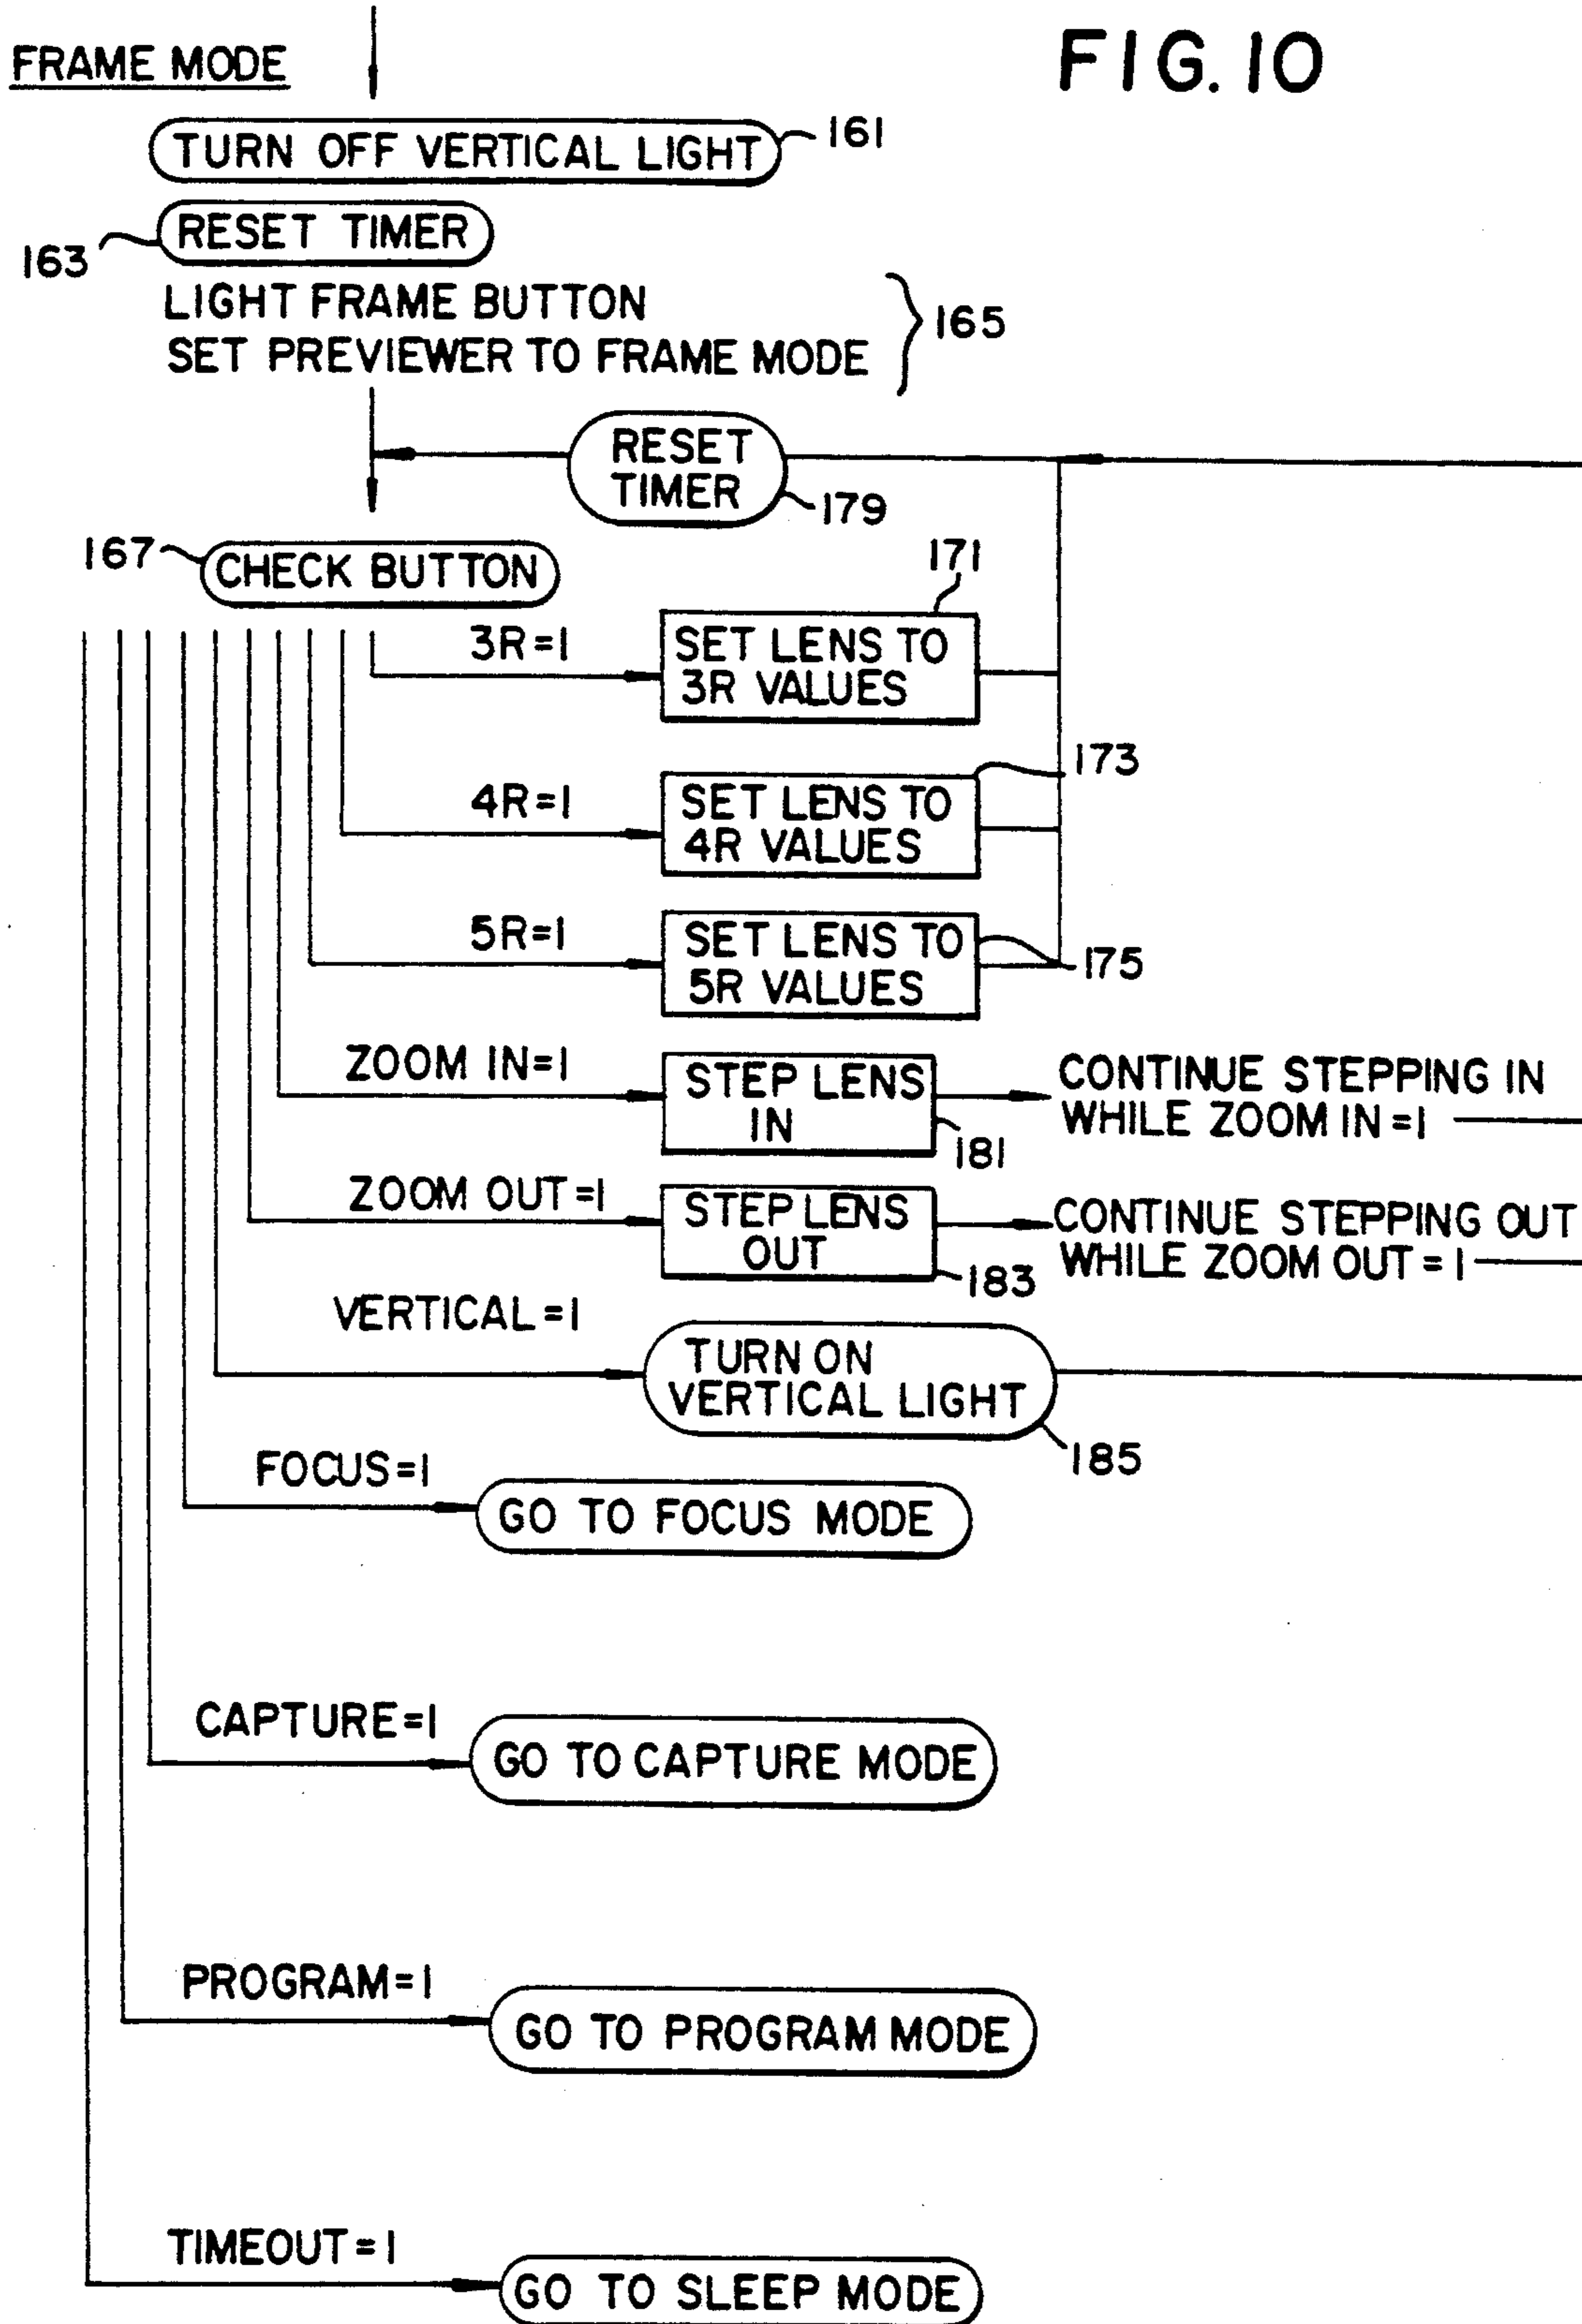 FRAME MODE
FIG. 10
TURN OFF VERTICAL LIGHT
161
RESET TIMER
163
LIGHT FRAME BUTTON
SET PREVIEWER TO FRAME MODE
165
RESET
TIMER
179
167
CHECK BUTTON
3R=1
171
SET LENS TO
3R VALUES
4R=1
173
SET LENS TO
4R VALUES
5R=1
SET LENS TO
5R VALUES
175
ZOOM IN=1
STEP LENS
IN
181
CONTINUE STEPPING IN
WHILE ZOOM IN=1
ZOOM OUT=1
STEP LENS
OUT
183
CONTINUE STEPPING OUT
WHILE ZOOM OUT=1
VERTICAL=1
TURN ON
VERTICAL LIGHT
185
FOCUS=1
GO TO FOCUS MODE
CAPTURE=1
GO TO CAPTURE MODE
PROGRAM=1
GO TO PROGRAM MODE
TIMEOUT=1
GO TO SLEEP MODE